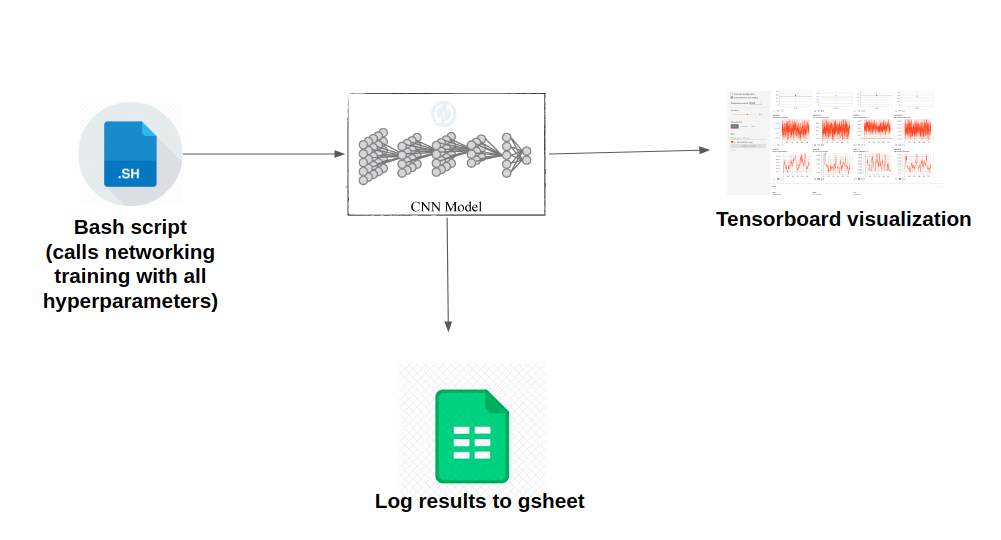 .SH
CNN Model
Bash script
(calls networking
training with all
hyperparameters)
Tensorboard visualization
Log results to gsheet